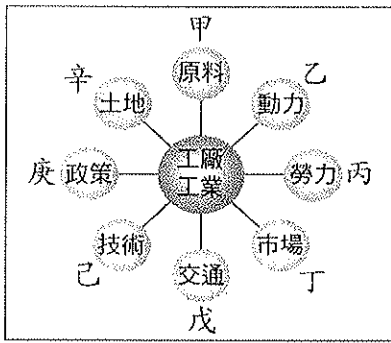 甲
原料
辛
土地
乙
動力
庚
政策
工廠
工業
勞力
丙
己
技術
市場
丁
交通
戊